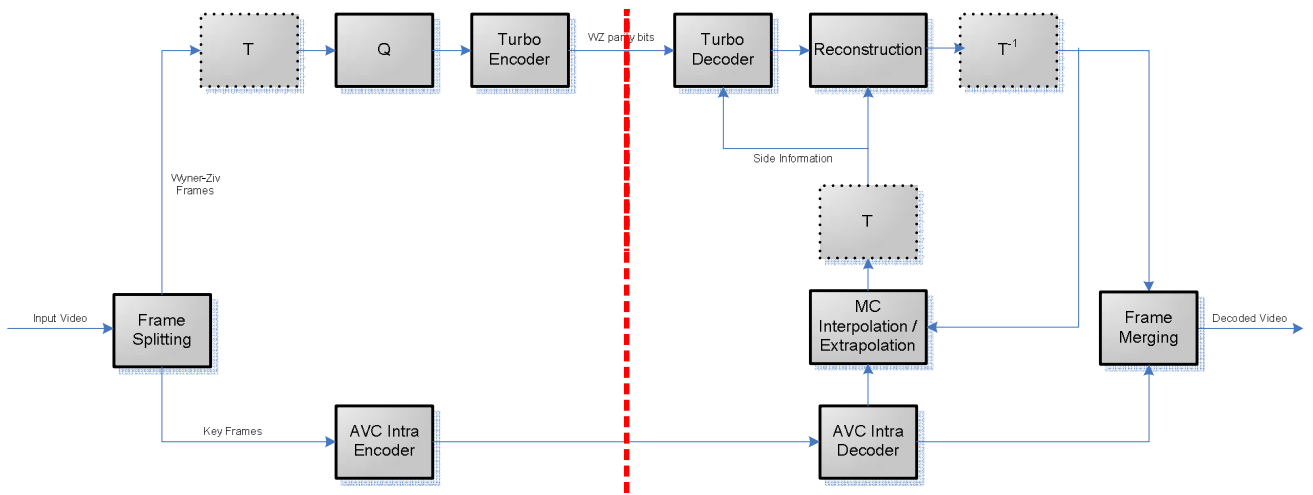 T
Q
Turbo
Encoder
WZ parity bits
Turbo
Decoder
Reconstruction
T-1
Side Information
Wyner-Ziv
Frames
T
Input Video
Frame
Splitting
MC
Interpolation /
Extrapolation
Frame
Merging
Decoded Video
Key Frames
AVC Intra
Encoder
AVC Intra
Decoder